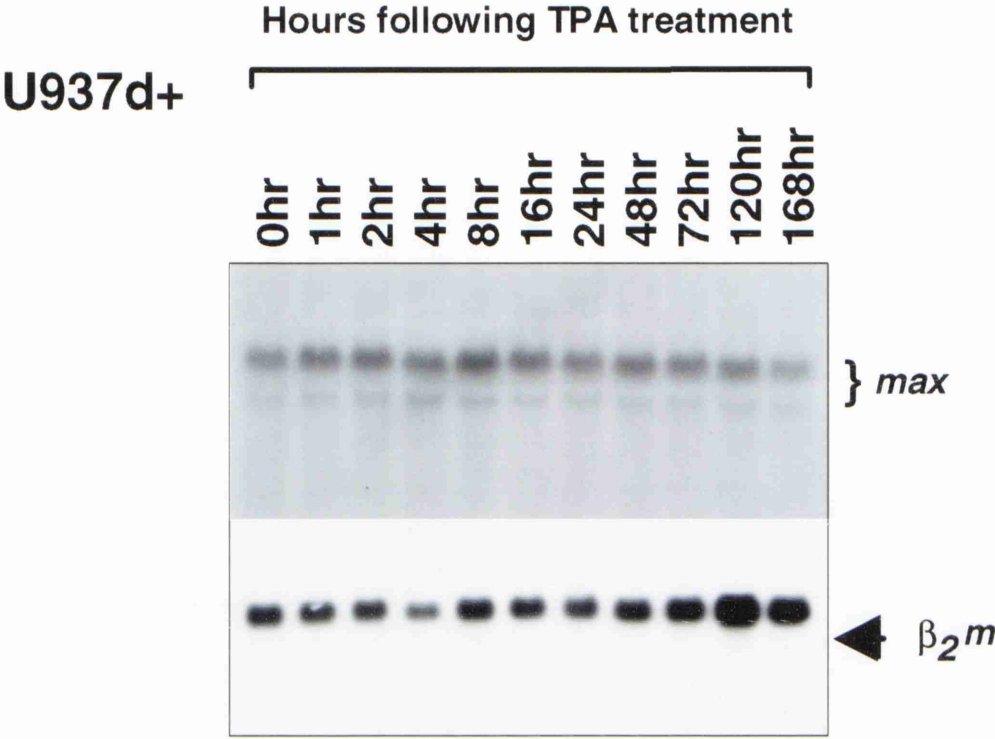 Hours following TPA treatment
U937d+
0hr 1hr 2hr 4hr 8hr 16hr 24hr 48hr 72hr 120hr 168hr
} max
β2m